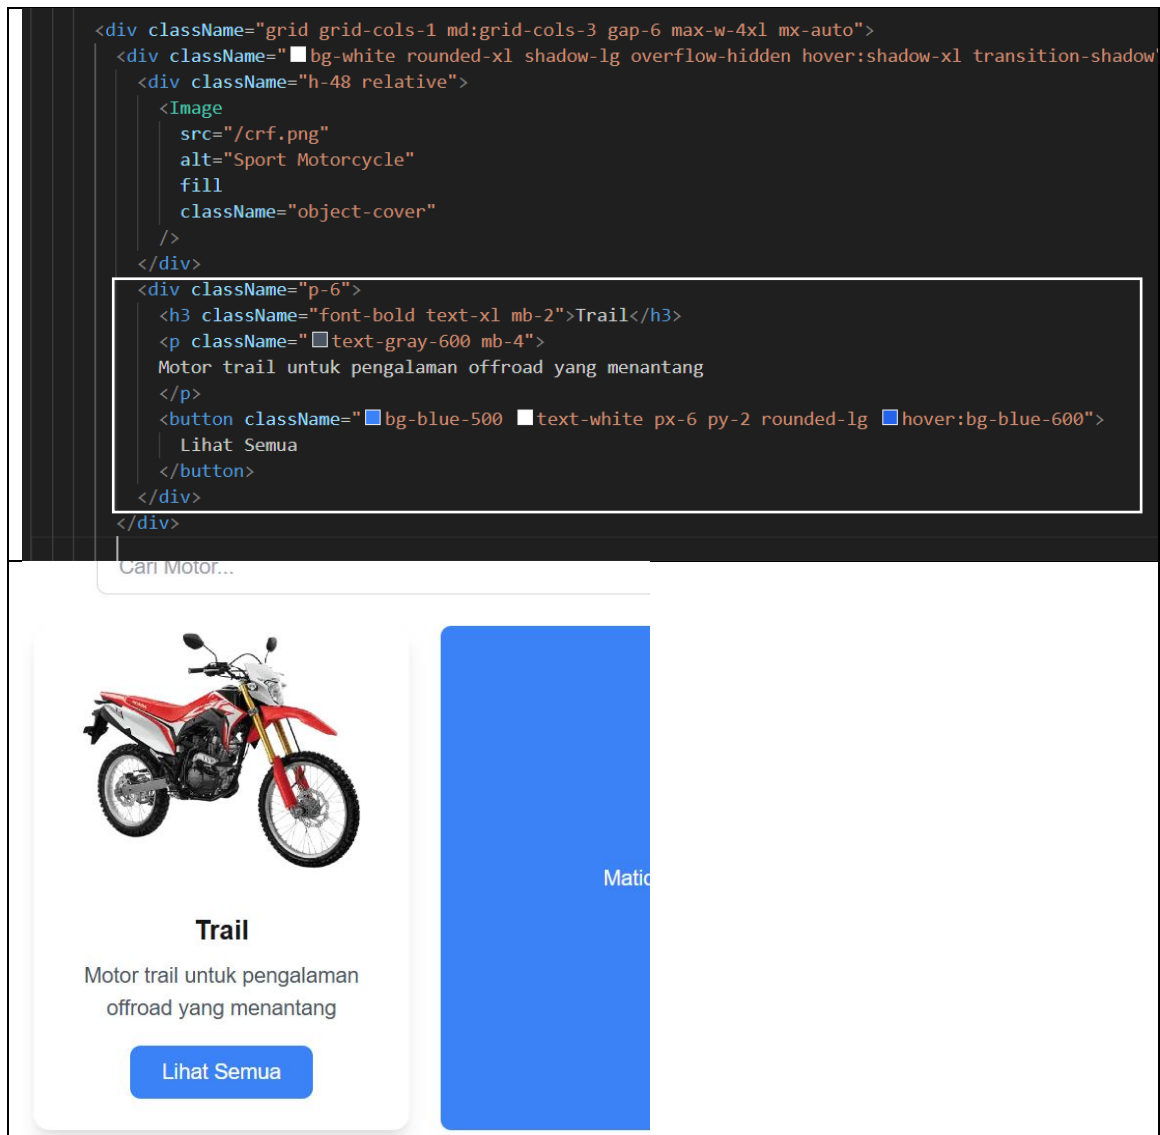 <div className="grid grid-cols-1 md:grid-cols-3 gap-6 max-w-4xl mx-auto">
<div className="bg-white rounded-xl shadow-lg overflow-hidden hover:shadow-xl transition-shadow"
<div className="h-48 relative">
<Image
src="/crf.png"
alt="Sport Motorcycle"
fill
className="object-cover"
/>
</div>
<div className="p-6">
<h3 className="font-bold text-xl mb-2">Trail</h3>
<p className="text-gray-600 mb-4">
Motor trail untuk pengalaman offroad yang menantang
</p>
<button className="bg-blue-500 text-white px-6 py-2 rounded-lg hover:bg-blue-600">
Lihat Semua
</button>
</div>
</div>
Cari Motor...
Matic
Trail
Motor trail untuk pengalaman
offroad yang menantang
Lihat Semua